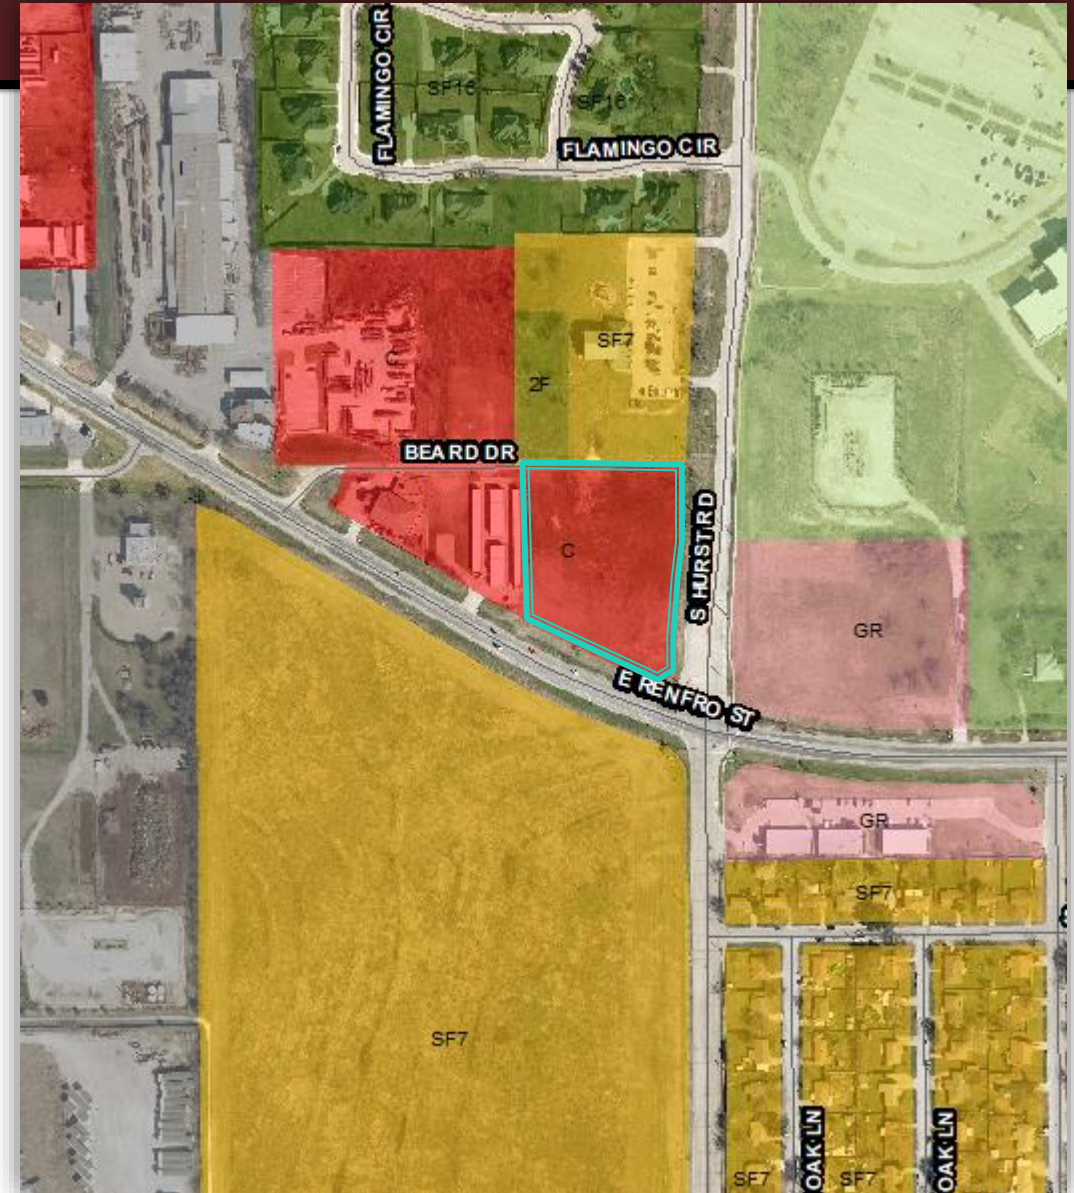 FLAMINGO CIR
SF16
SF16
FLAMINGO CIR
SF7
2F
C
BEARD DR
S HURST RD
C
GR
E RENFRO ST
GR
SF7
SF7
OAK LN
OAK LN
SF7
SF7